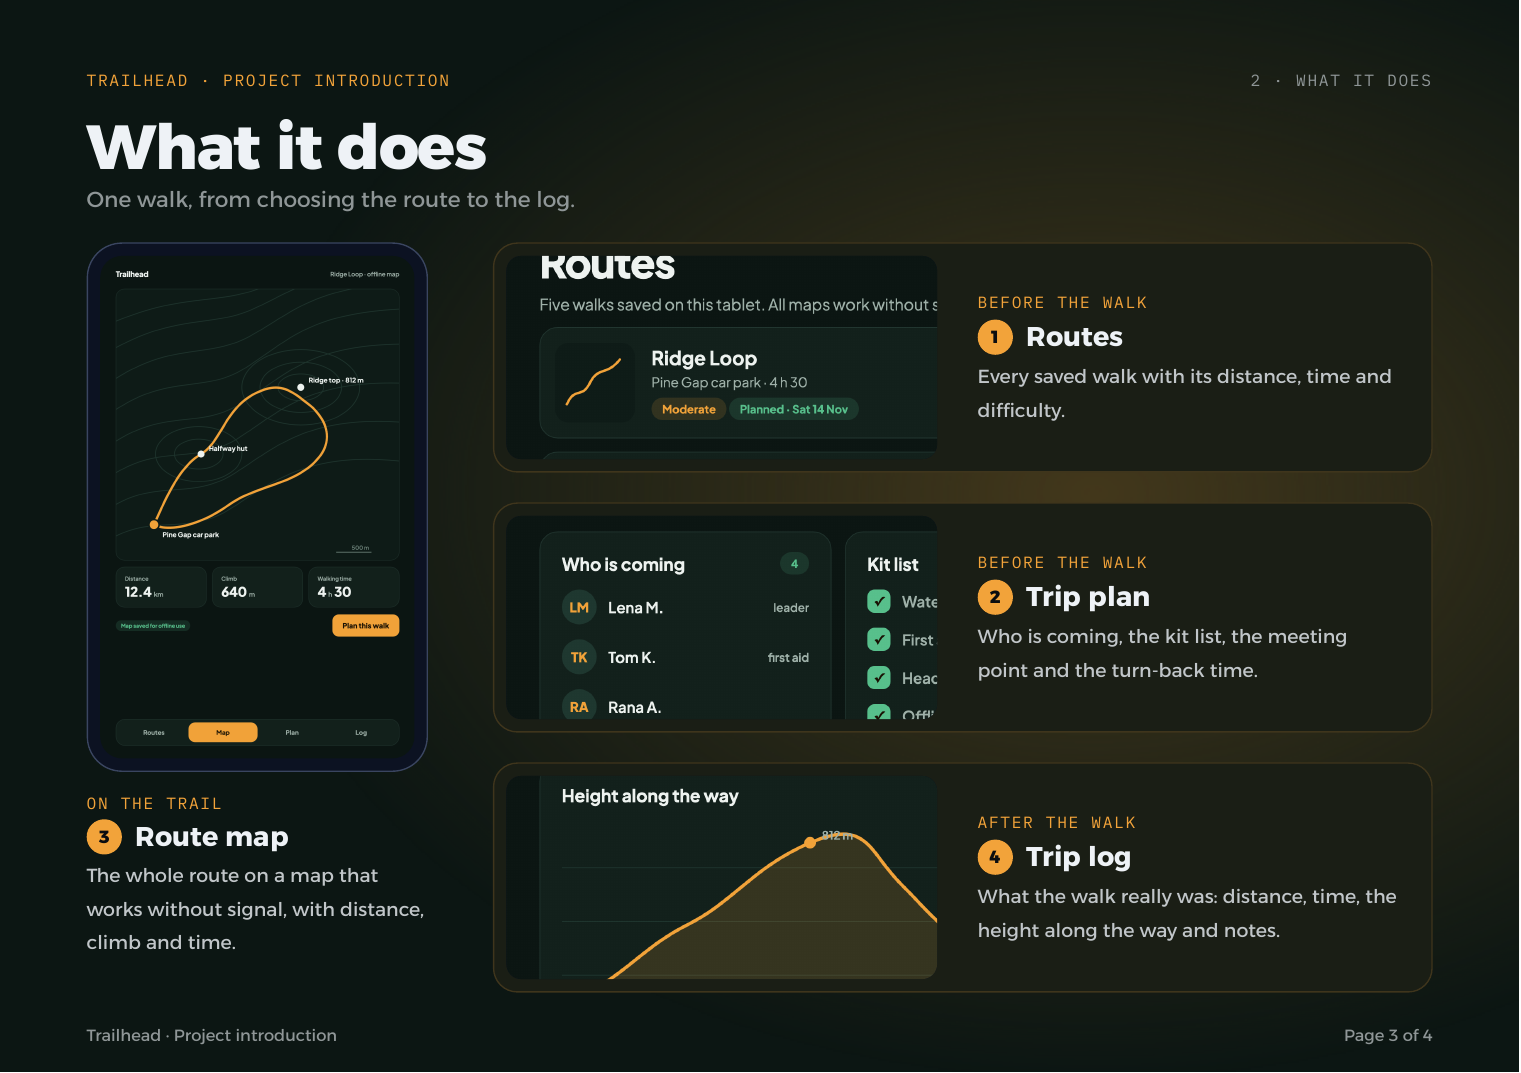 TRAILHEAD · PROJECT INTRODUCTION
2 · WHAT IT DOES
What it does
One walk, from choosing the route to the log.
Trailhead
Ridge Loop · offline map
Ridge top · 812 m
Halfway hut
Pine Gap car park
500 m
Distance
12.4 km
Climb
640 m
Walking time
4 h 30
Map saved for offline use
Plan this walk
Routes
Map
Plan
Log
ON THE TRAIL
3 Route map
The whole route on a map that
works without signal, with distance,
climb and time.
Routes
Five walks saved on this tablet. All maps work without
Ridge Loop
Pine Gap car park · 4 h 30
Moderate
Planned · Sat 14 Nov
BEFORE THE WALK
1 Routes
Every saved walk with its distance, time and
difficulty.
Who is coming
4
LM Lena M. leader
TK Tom K. first aid
RA Rana A.
Kit list
First
BEFORE THE WALK
2 Trip plan
Who is coming, the kit list, the meeting
point and the turn-back time.
Height along the way
812 m
AFTER THE WALK
4 Trip log
What the walk really was: distance, time, the
height along the way and notes.
Trailhead · Project introduction
Page 3 of 4